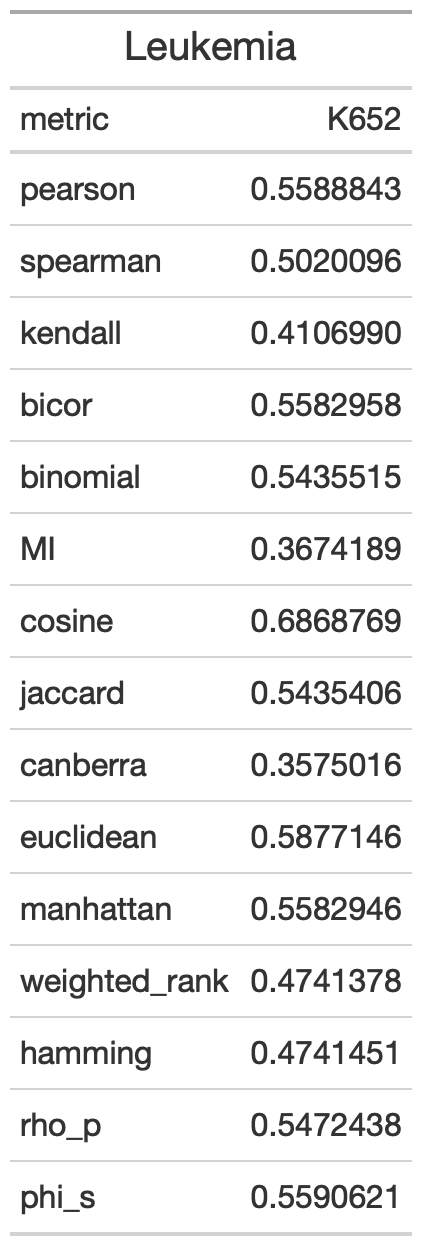 Leukemia
metric K652
pearson 0.5588843
spearman 0.5020096
kendall 0.4106990
bicor 0.5582958
binomial 0.5435515
MI 0.3674189
cosine 0.6868769
jaccard 0.5435406
canberra 0.3575016
euclidean 0.5877146
manhattan 0.5582946
weighted_rank 0.4741378
hamming 0.4741451
rho_p 0.5472438
phi_s 0.5590621